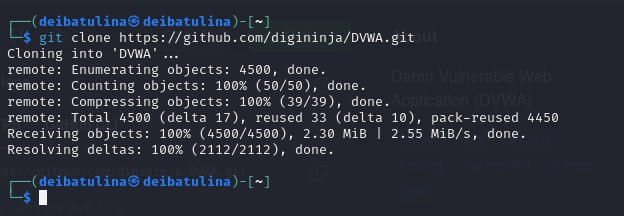 ┌──(deibatulina㉿deibatulina)-[~]
└─$ git clone https://github.com/digininja/DVWA.git
Cloning into 'DVWA'...
remote: Enumerating objects: 4500, done.
remote: Counting objects: 100% (50/50), done.
remote: Compressing objects: 100% (39/39), done.
remote: Total 4500 (delta 17), reused 33 (delta 10), pack-reused 4450
Receiving objects: 100% (4500/4500), 2.30 MiB | 2.55 MiB/s, done.
Resolving deltas: 100% (2112/2112), done.
┌──(deibatulina㉿deibatulina)-[~]
└─$
Damn Vulnerable Web
Application (DVWA)